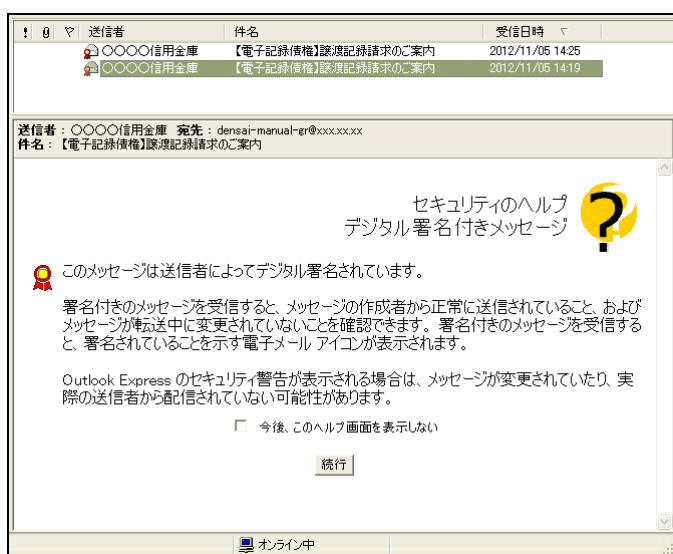 ! 送信者 件名 受信日時
〇〇〇〇信用金庫 【電子記録債権】譲渡記録請求のご案内 2012/11/05 14:25
〇〇〇〇信用金庫 【電子記録債権】譲渡記録請求のご案内 2012/11/05 14:19
送信者： 〇〇〇〇信用金庫 宛先： densai-manual-gr@xxx.xx.xx
件名： 【電子記録債権】譲渡記録請求のご案内
セキュリティのヘルプ
デジタル署名付きメッセージ
?
このメッセージは送信者によってデジタル署名されています。
署名付きのメッセージを受信すると、メッセージの作成者から正常に送信されていること、および
メッセージが転送中に変更されていないことを確認できます。 署名付きのメッセージを受信する
と、署名されていることを示す電子メール アイコンが表示されます。
Outlook Express のセキュリティ警告が表示される場合は、メッセージが変更されていたり、実
際の送信者から配信されていない可能性があります。
今後、このヘルプ画面を表示しない
続行
オンライン中